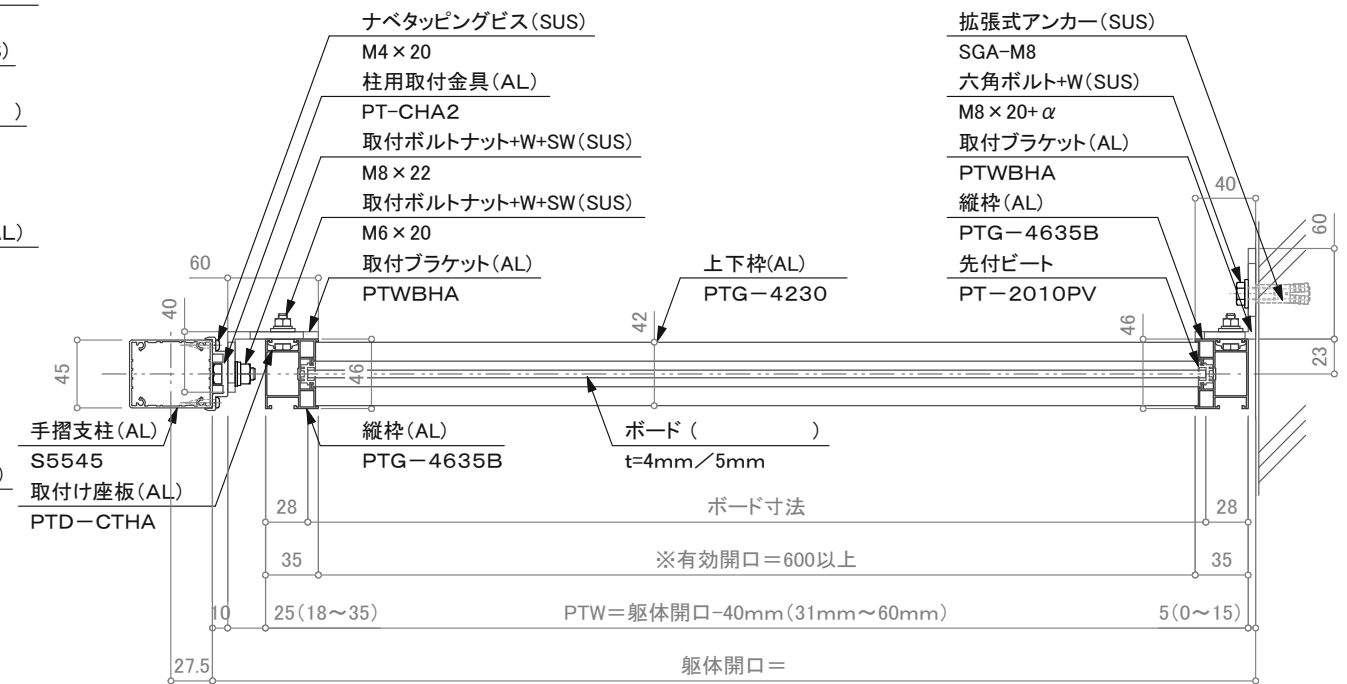 S)
)
AL)
)
ナベタッピングビス(SUS)
M4×20
柱用取付金具(AL)
PT-CHA2
取付ボルトナット+W+SW(SUS)
M8×22
取付ボルトナット+W+SW(SUS)
M6×20
取付ブラケット(AL)
PTWBHA
上下枠(AL)
PTG-4230
拡張式アンカー(SUS)
SGA-M8
六角ボルト+W(SUS)
M8×20+α
取付ブラケット(AL)
PTWBHA
縦枠(AL)
PTG-4635B
先付ビート
PT-2010PV
40
60
23
60
40
45
46
42
46
手摺支柱(AL)
S5545
取付け座板(AL)
PTD-CTHA
縦枠(AL)
PTG-4635B
ボード( )
t=4mm/5mm
28
ボード寸法
28
35
※有効開口=600以上
35
10
25(18~35)
PTW=躯体開口-40mm(31mm~60mm)
5(0~15)
27.5
躯体開口=